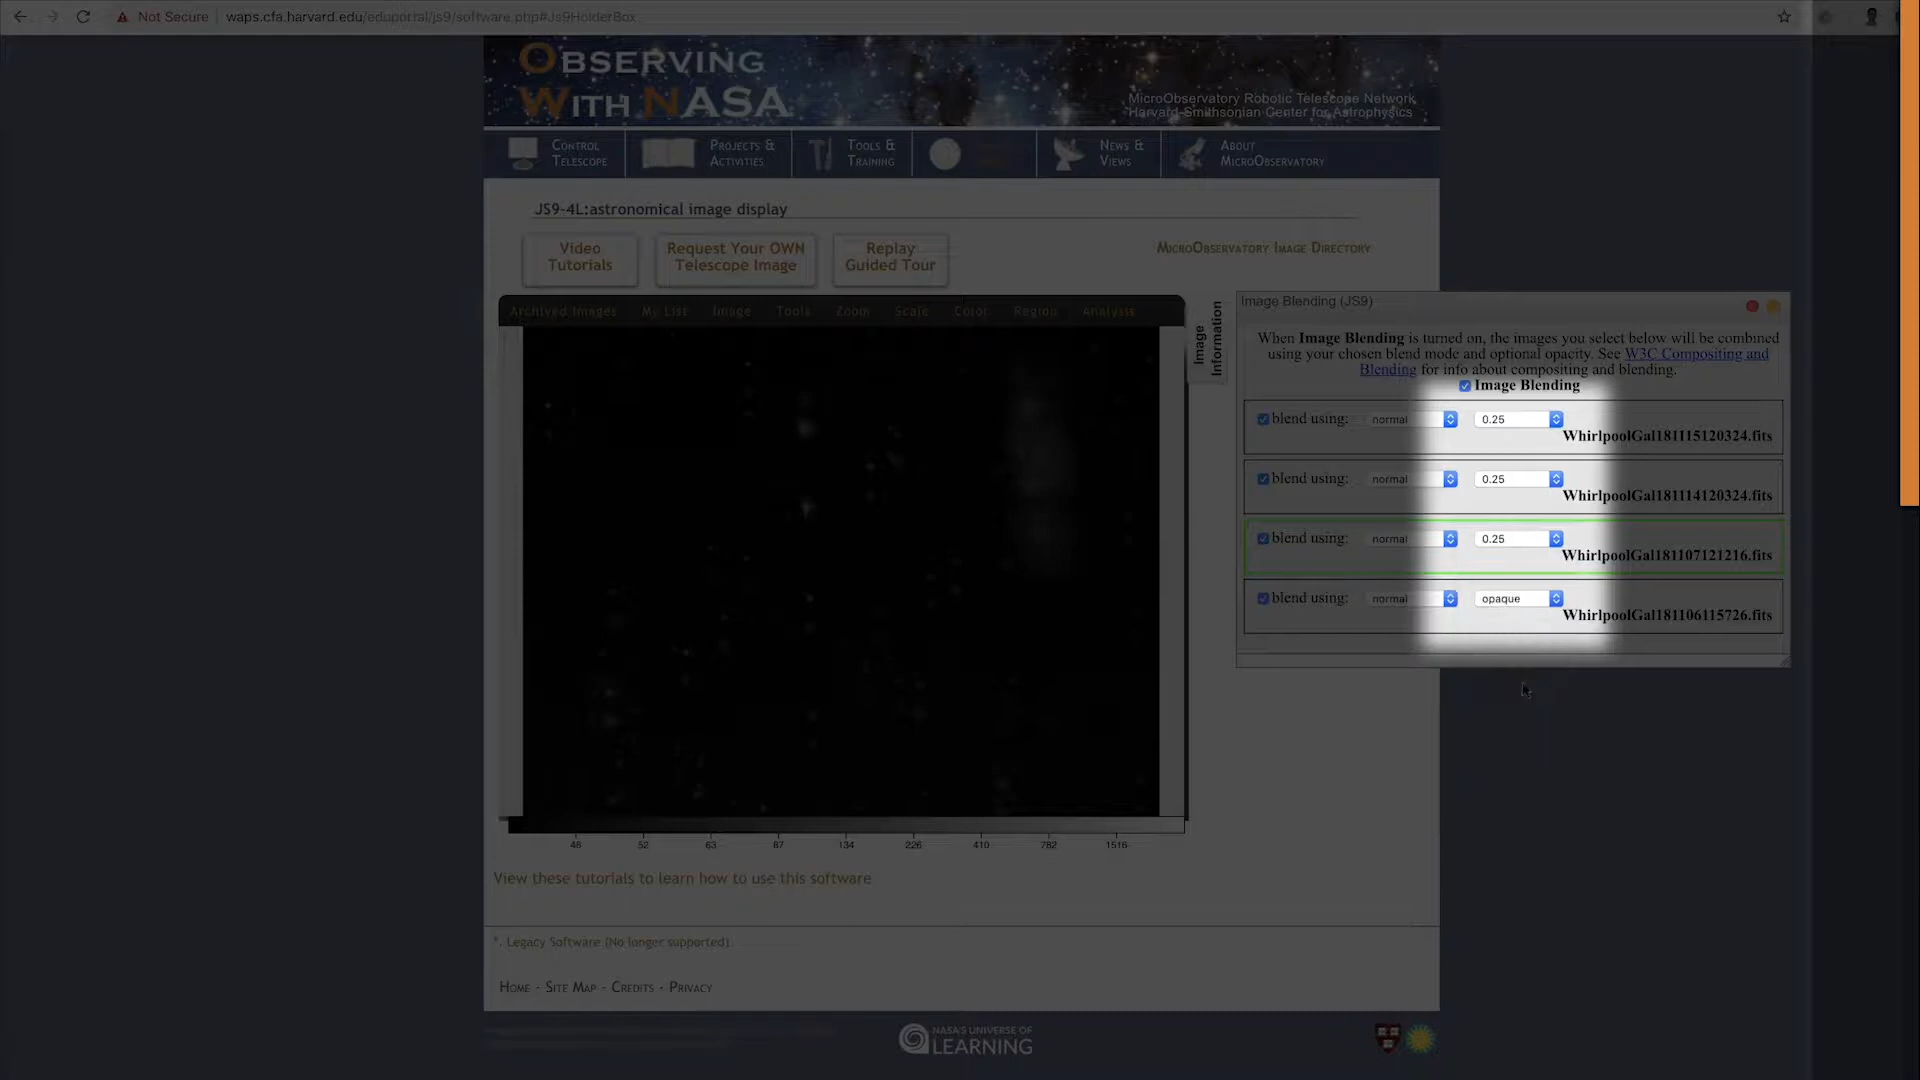 Not Secure
waps.cfa.harvard.edu/eduportal/js9/software.php#Js9HolderBox
OBSERVING
WITH NASA
MicroObservatory Robotic Telescope Network
Harvard-Smithsonian Center for Astrophysics
CONTROL
TELESCOPE
PROJECTS &
ACTIVITIES
TOOLS &
TRAINING
NEWS &
VIEWS
ABOUT
MICROOBSERVATORY
JS9-4L:astronomical image display
Video
Tutorials
Request Your OWN
Telescope Image
Replay
Guided Tour
MICROOBSERVATORY IMAGE DIRECTORY
Archived Images My List Image Tools Zoom Scale Color Region Analysis
Image
Information
Image Blending (JS9)
When Image Blending is turned on, the images you select below will be combined
using your chosen blend mode and optional opacity. See W3C Compositing and
Blending for info about compositing and blending.
Image Blending
blend using: normal 0.25
WhirlpoolGal181115120324.fits
blend using: normal 0.25
WhirlpoolGal181114120324.fits
blend using: normal 0.25
WhirlpoolGal181107121216.fits
blend using: normal opaque
WhirlpoolGal181106115726.fits
48 52 63 87 134 226 410 782 1516
View these tutorials to learn how to use this software
*. Legacy Software (No longer supported)
HOME - SITE MAP - CREDITS - PRIVACY
NASA'S UNIVERSE OF
LEARNING